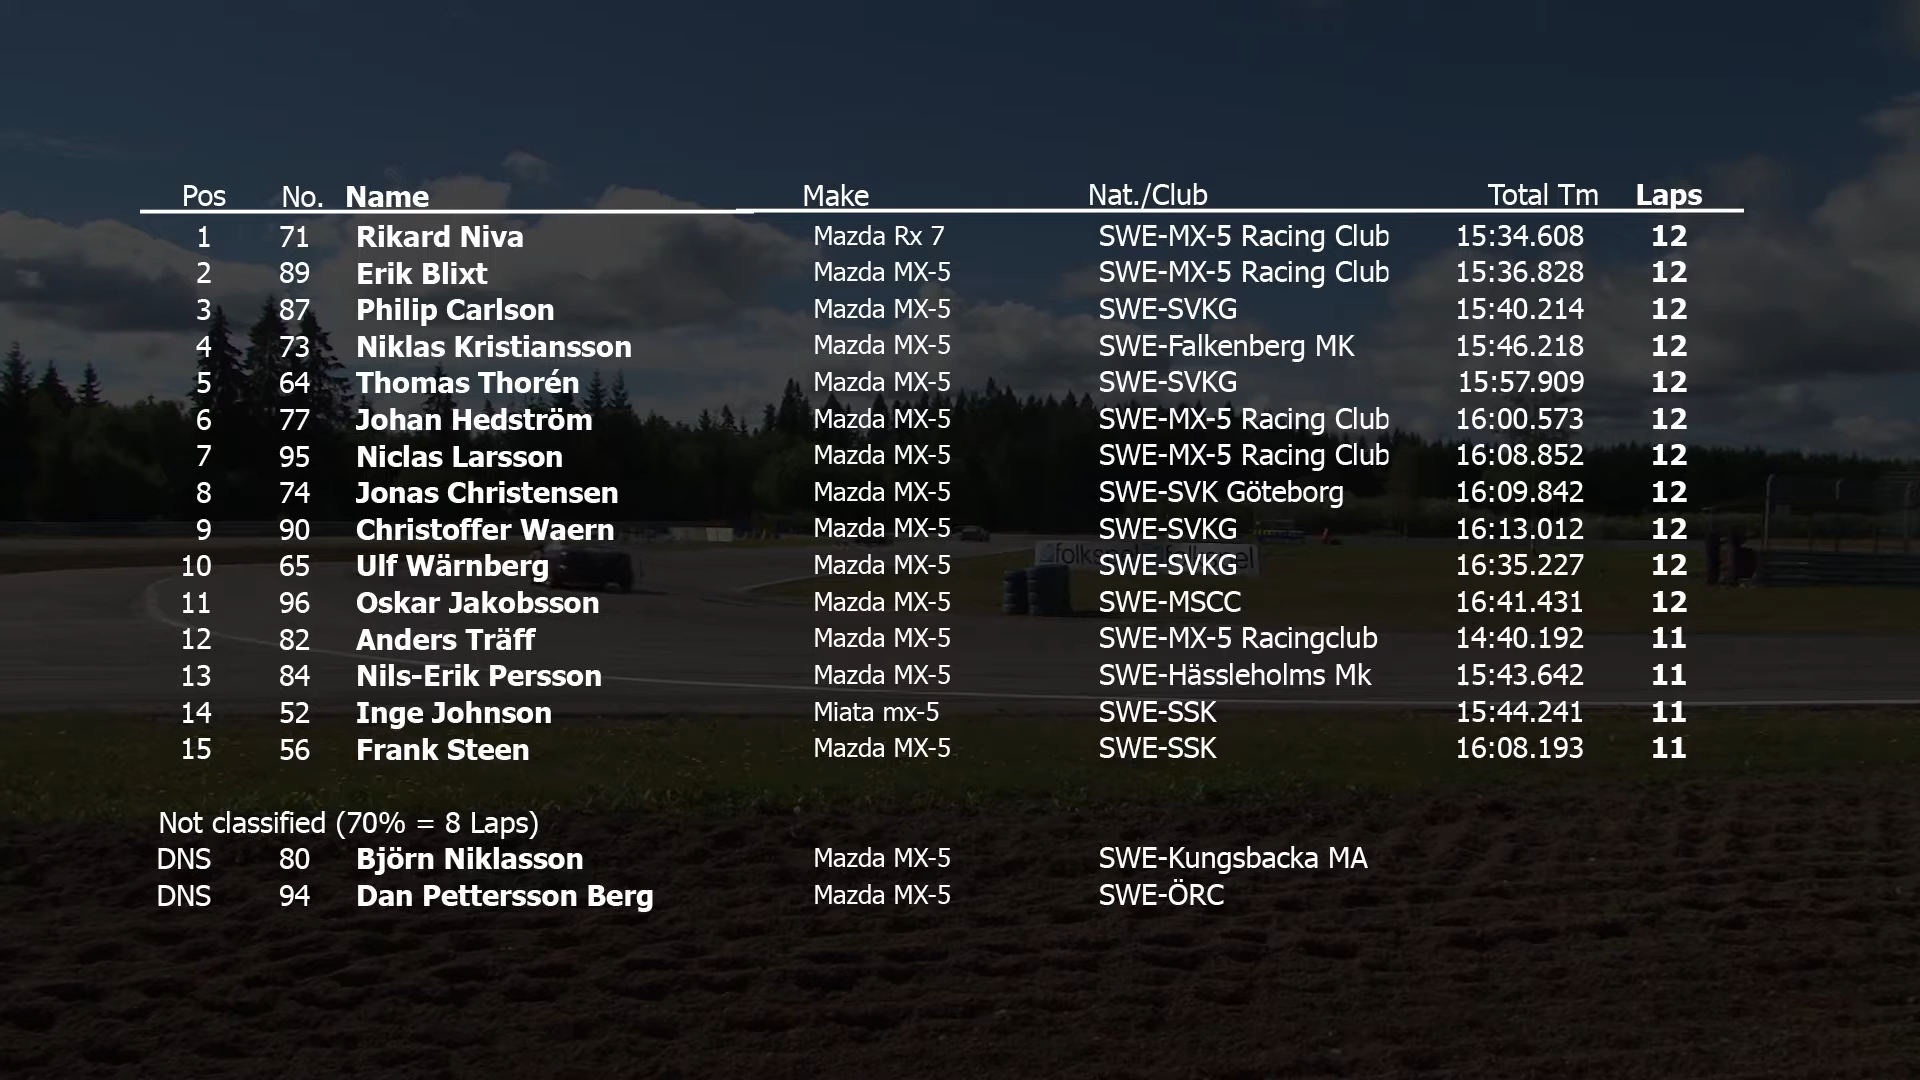 Pos No. Name Make Nat./Club Total Tm Laps
1 71 Rikard Niva Mazda Rx 7 SWE-MX-5 Racing Club 15:34.608 12
2 89 Erik Blixt Mazda MX-5 SWE-MX-5 Racing Club 15:36.828 12
3 87 Philip Carlson Mazda MX-5 SWE-SVKG 15:40.214 12
4 73 Niklas Kristiansson Mazda MX-5 SWE-Falkenberg MK 15:46.218 12
5 64 Thomas Thorén Mazda MX-5 SWE-SVKG 15:57.909 12
6 77 Johan Hedström Mazda MX-5 SWE-MX-5 Racing Club 16:00.573 12
7 95 Niclas Larsson Mazda MX-5 SWE-MX-5 Racing Club 16:08.852 12
8 74 Jonas Christensen Mazda MX-5 SWE-SVK Göteborg 16:09.842 12
9 90 Christoffer Waern Mazda MX-5 SWE-SVKG 16:13.012 12
10 65 Ulf Wärnberg Mazda MX-5 SWE-SVKG 16:35.227 12
11 96 Oskar Jakobsson Mazda MX-5 SWE-MSCC 16:41.431 12
12 82 Anders Träff Mazda MX-5 SWE-MX-5 Racingclub 14:40.192 11
13 84 Nils-Erik Persson Mazda MX-5 SWE-Hässleholms Mk 15:43.642 11
14 52 Inge Johnson Miata mx-5 SWE-SSK 15:44.241 11
15 56 Frank Steen Mazda MX-5 SWE-SSK 16:08.193 11
Not classified (70% = 8 Laps)
DNS 80 Björn Niklasson Mazda MX-5 SWE-Kungsbacka MA
DNS 94 Dan Pettersson Berg Mazda MX-5 SWE-ÖRC